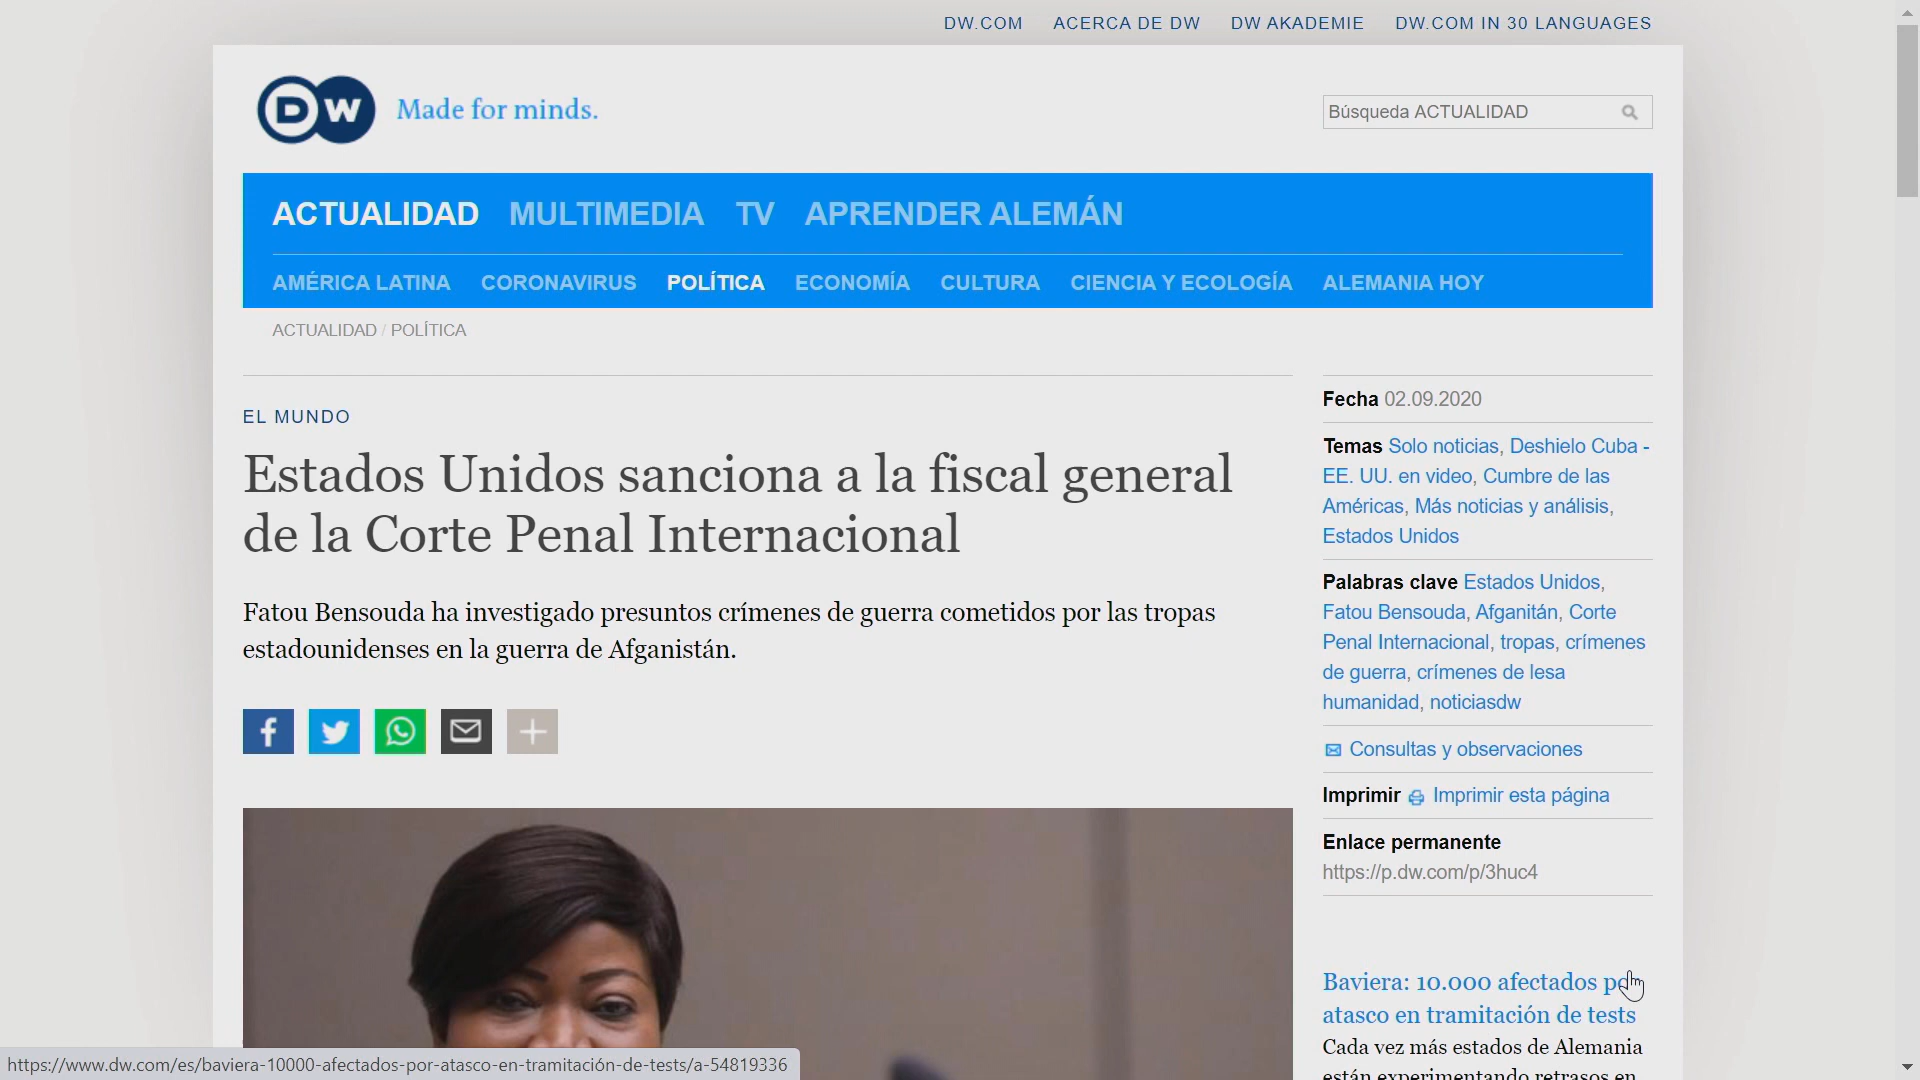 DW.COM ACERCA DE DW DW AKADEMIE DW.COM IN 30 LANGUAGES
DW Made for minds.
Búsqueda ACTUALIDAD
ACTUALIDAD MULTIMEDIA TV APRENDER ALEMÁN
AMÉRICA LATINA CORONAVIRUS POLÍTICA ECONOMÍA CULTURA CIENCIA Y ECOLOGÍA ALEMANIA HOY
ACTUALIDAD / POLÍTICA
EL MUNDO
Estados Unidos sanciona a la fiscal general
de la Corte Penal Internacional
Fatou Bensouda ha investigado presuntos crímenes de guerra cometidos por las tropas
estadounidenses en la guerra de Afganistán.
Fecha 02.09.2020
Temas Solo noticias, Deshielo Cuba -
EE. UU. en video, Cumbre de las
Américas, Más noticias y análisis,
Estados Unidos
Palabras clave Estados Unidos,
Fatou Bensouda, Afganitán, Corte
Penal Internacional, tropas, crímenes
de guerra, crímenes de lesa
humanidad, noticiasdw
Consultas y observaciones
Imprimir Imprimir esta página
Enlace permanente
https://p.dw.com/p/3huc4
Baviera: 10.000 afectados por
atasco en tramitación de tests
Cada vez más estados de Alemania
están experimentando retrasos en
https://www.dw.com/es/baviera-10000-afectados-por-atasco-en-tramitación-de-tests/a-54819336